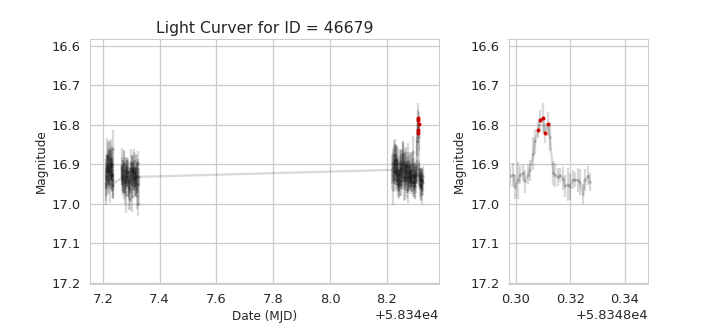 Light Curver for ID = 46679
16.6
16.7
16.8
16.9
17.0
17.1
17.2
Magnitude
7.2 7.4 7.6 7.8 8.0 8.2
Date (MJD)
+5.834e4
16.6
16.7
16.8
16.9
17.0
17.1
17.2
Magnitude
0.30 0.32 0.34
+5.8348e4